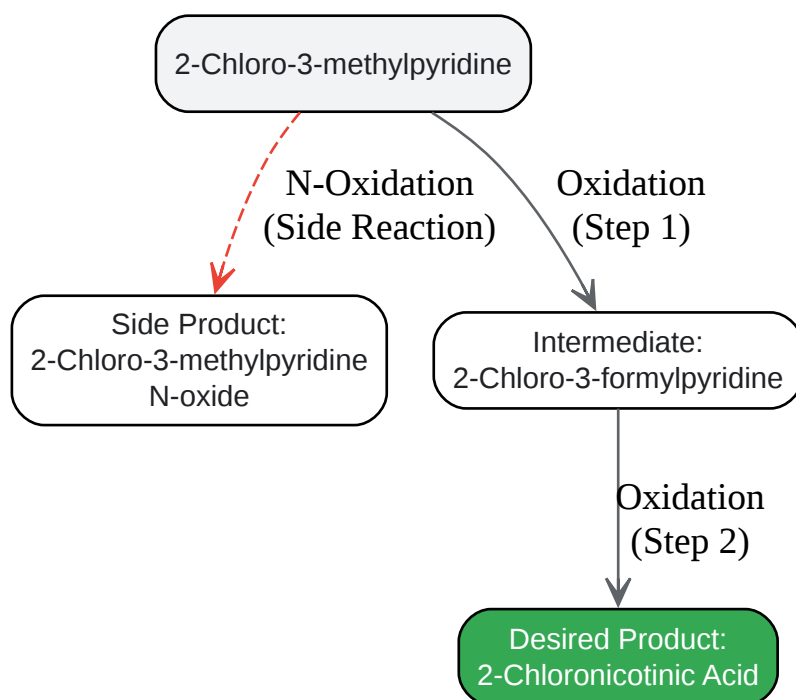 2-Chloro-3-methylpyridine
N-Oxidation
(Side Reaction)
Oxidation
(Step 1)
Side Product:
2-Chloro-3-methylpyridine
N-oxide
Intermediate:
2-Chloro-3-formylpyridine
Oxidation
(Step 2)
Desired Product:
2-Chloronicotinic Acid